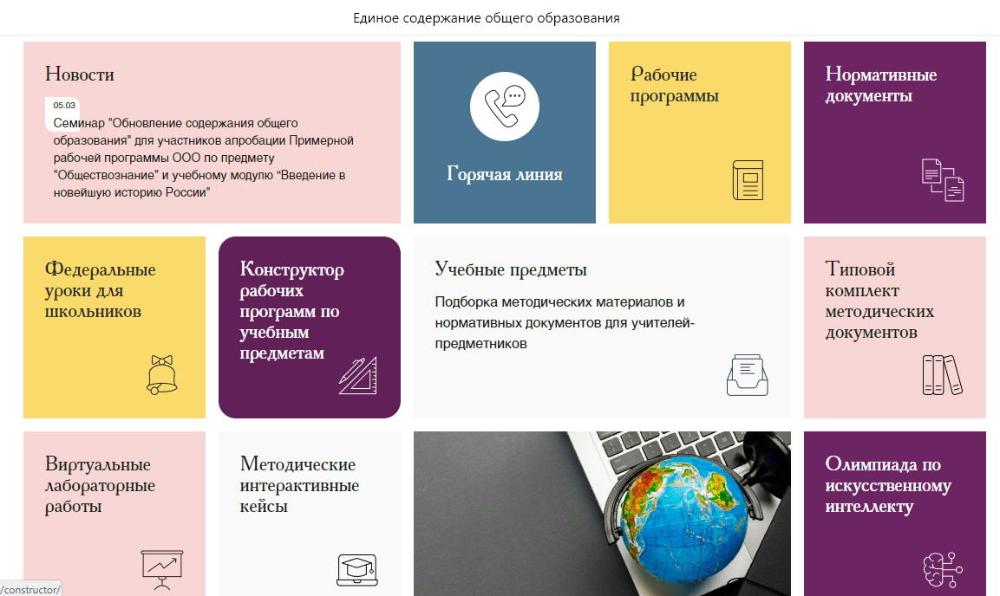 Единое содержание общего образования
Новости
05.03
Семинар "Обновление содержания общего
образования" для участников апробации Примерной
рабочей программы ООО по предмету
"Обществознание" и учебному модулю “Введение в
новейшую историю России"
Горячая линия
Рабочие
программы
Нормативные
документы
Федеральные
уроки для
школьников
Конструктор
рабочих
программ по
учебным
предметам
Учебные предметы
Подборка методических материалов и
нормативных документов для учителей-
предметников
Типовой
комплект
методических
документов
Виртуальные
лабораторные
работы
Методические
интерактивные
кейсы
Олимпиада по
искусственному
интеллекту
/constructor/